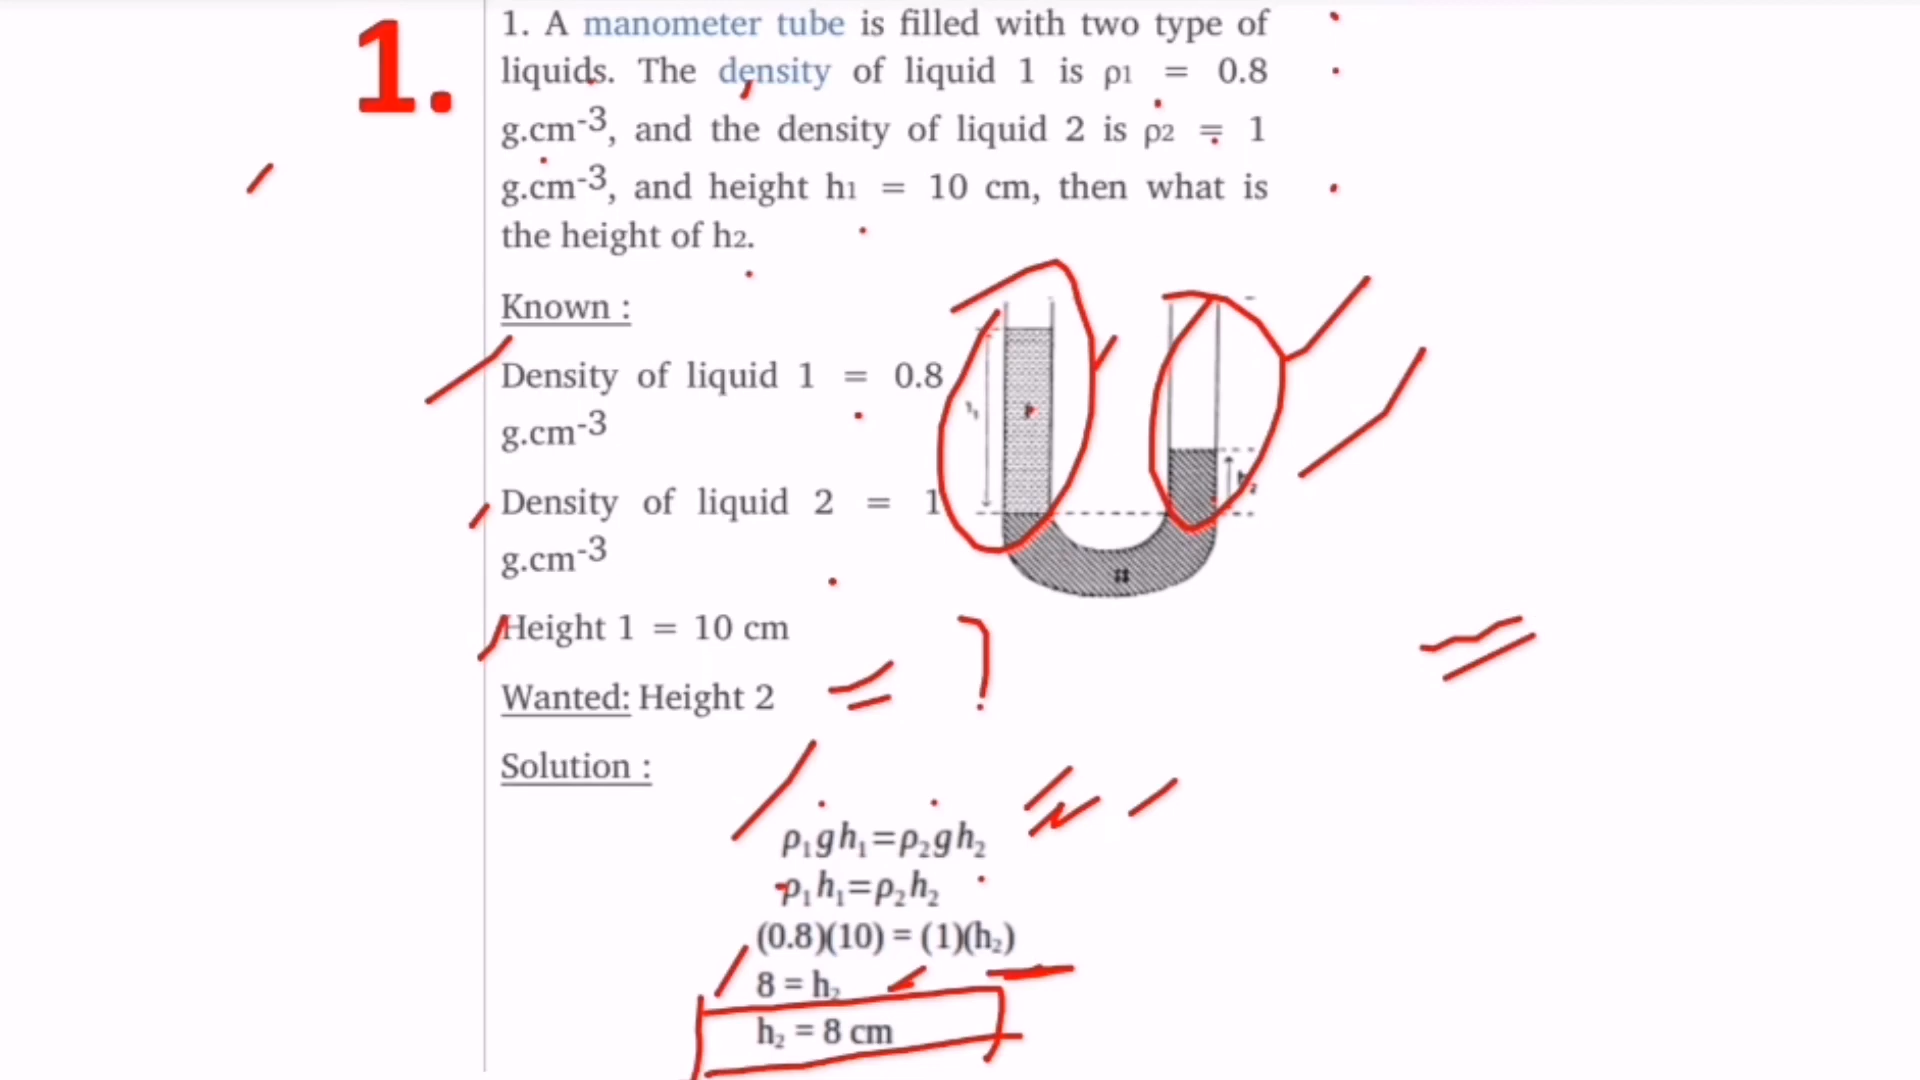 1.
1. A manometer tube is filled with two type of
liquids. The density of liquid 1 is ρ1 = 0.8
g.cm-3, and the density of liquid 2 is ρ2 = 1
g.cm-3, and height h1 = 10 cm, then what is
the height of h2.
Known :
Density of liquid 1 = 0.8
g.cm-3
Density of liquid 2 = 1
g.cm-3
Height 1 = 10 cm
Wanted: Height 2 = ?
Solution :
ρ₁gh₁=ρ₂gh₂
ρ₁h₁=ρ₂h₂
(0.8)(10) = (1)(h₂)
8 = h₂
h₂ = 8 cm